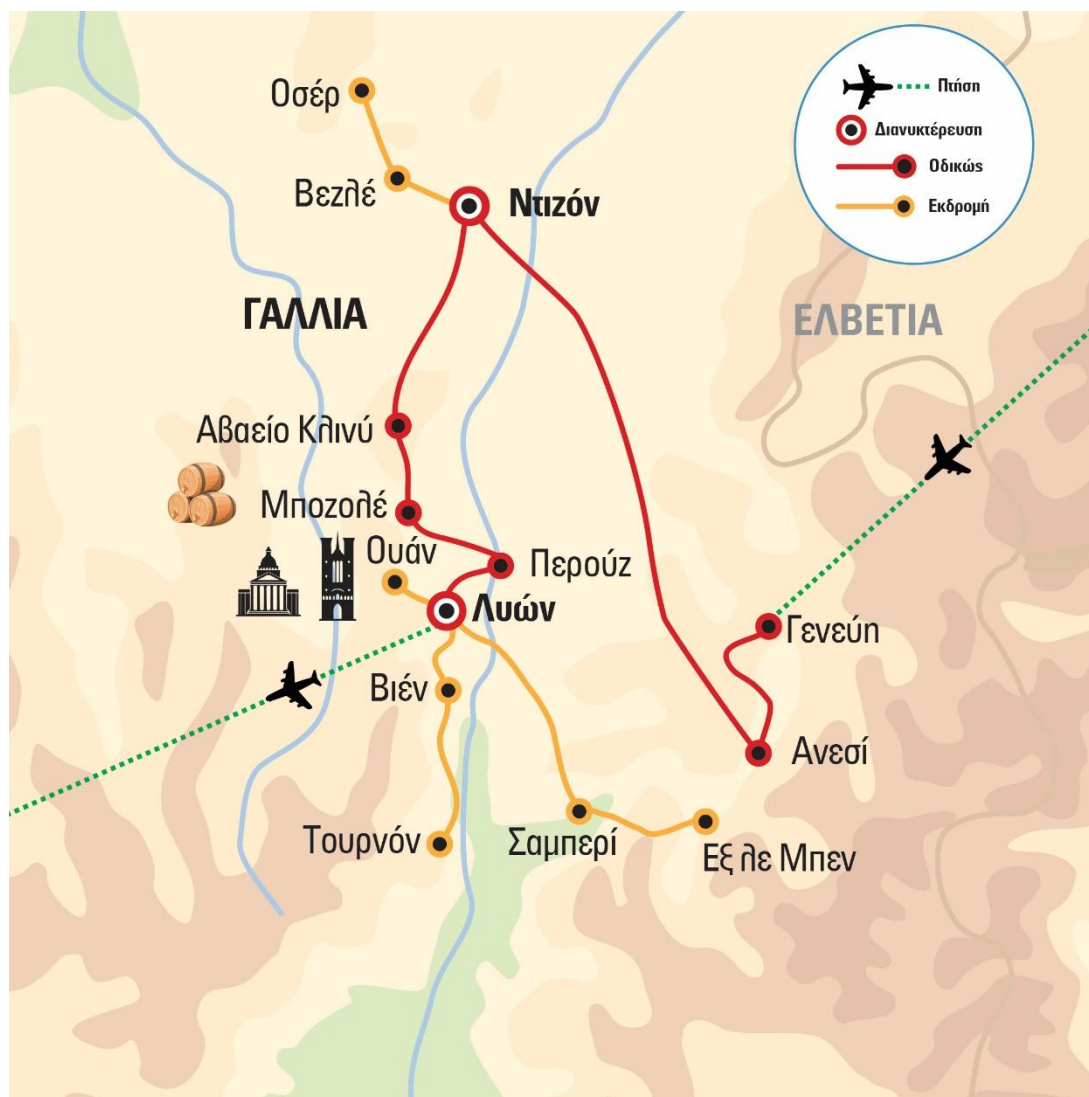 Πτήση
Διανυκτέρευση
Οδικώς
Εκδρομή
Οσέρ
Βεζλέ
Ντιζόν
ΓΑΛΛΙΑ
ΕΛΒΕΤΙΑ
Αβαείο Κλινύ
Μποζολέ
Ουάν
Περούζ
Λυών
Γενεύη
Βιέν
Ανεσί
Τουρνόν
Σαμπερί
Εξ λε Μπεν